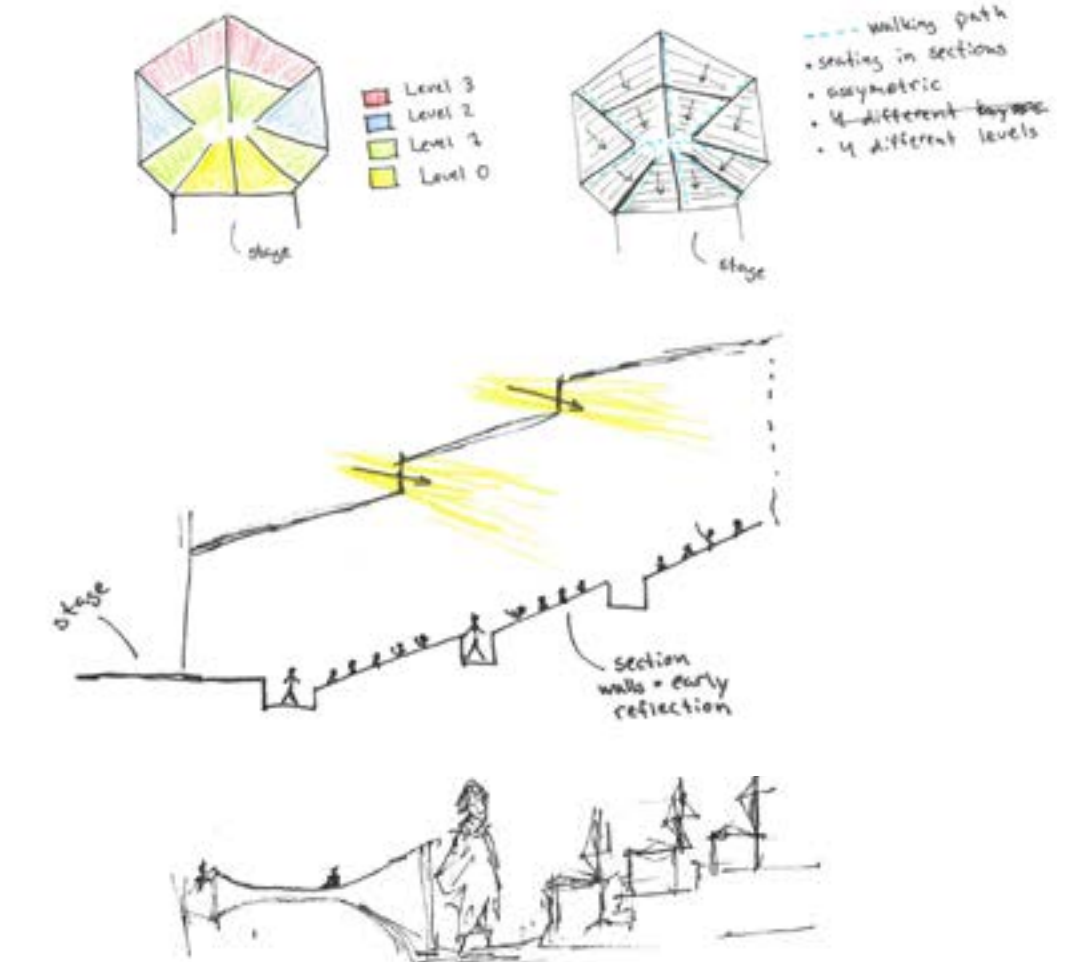 Level 3
Level 2
Level 1
Level 0
stage
walking path
• seating in sections
• assymetric
• 4 different
• 4 different levels
stage
stage
section
walls = early
reflection